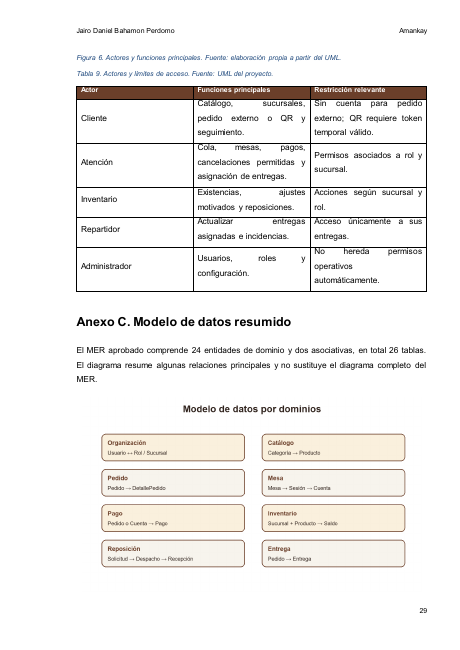 Jairo Daniel Bahamon Perdomo Amankay
Figura 6. Actores y funciones principales. Fuente: elaboración propia a partir del UML.
Tabla 9. Actores y límites de acceso. Fuente: UML del proyecto.
Actor Funciones principales Restricción relevante
Cliente
Catálogo, sucursales,
pedido externo o QR y
seguimiento.
Sin cuenta para pedido
externo; QR requiere token
temporal válido.
Atención
Cola, mesas, pagos,
cancelaciones permitidas y
asignación de entregas.
Permisos asociados a rol y
sucursal.
Inventario
Existencias, ajustes
motivados y reposiciones.
Acciones según sucursal y
rol.
Repartidor
Actualizar entregas
asignadas e incidencias.
Acceso únicamente a sus
entregas.
Administrador
Usuarios, roles y
configuración.
No hereda permisos
operativos
automáticamente.
Anexo C. Modelo de datos resumido
El MER aprobado comprende 24 entidades de dominio y dos asociativas, en total 26 tablas.
El diagrama resume algunas relaciones principales y no sustituye el diagrama completo del
MER.
Modelo de datos por dominios
Organización
Usuario ↔ Rol / Sucursal
Catálogo
Categoría → Producto
Pedido
Pedido → DetallePedido
Mesa
Mesa → Sesión → Cuenta
Pago
Pedido o Cuenta → Pago
Inventario
Sucursal + Producto → Saldo
Reposición
Solicitud → Despacho → Recepción
Entrega
Pedido → Entrega
29